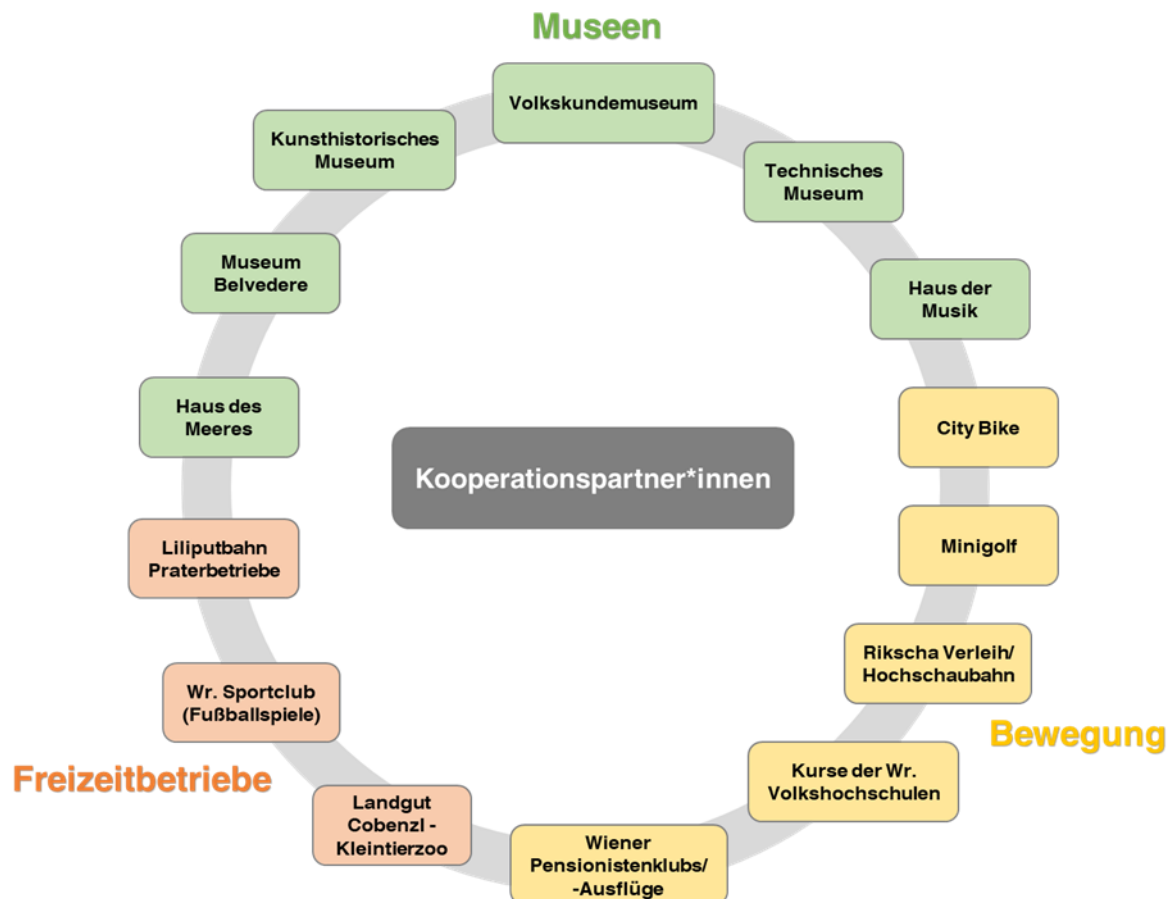 Museen
Volkskundemuseum
Kunsthistorisches
Museum
Technisches
Museum
Museum
Belvedere
Haus der
Musik
Haus des
Meeres
City Bike
Kooperationspartner*innen
Liliputbahn
Praterbetriebe
Minigolf
Rikscha Verleih/
Hochschaubahn
Wr. Sportclub
(Fußballspiele)
Bewegung
Freizeitbetriebe
Kurse der Wr.
Volkshochschulen
Landgut
Cobenzl -
Kleintierzoo
Wiener
Pensionistenklubs/
-Ausflüge